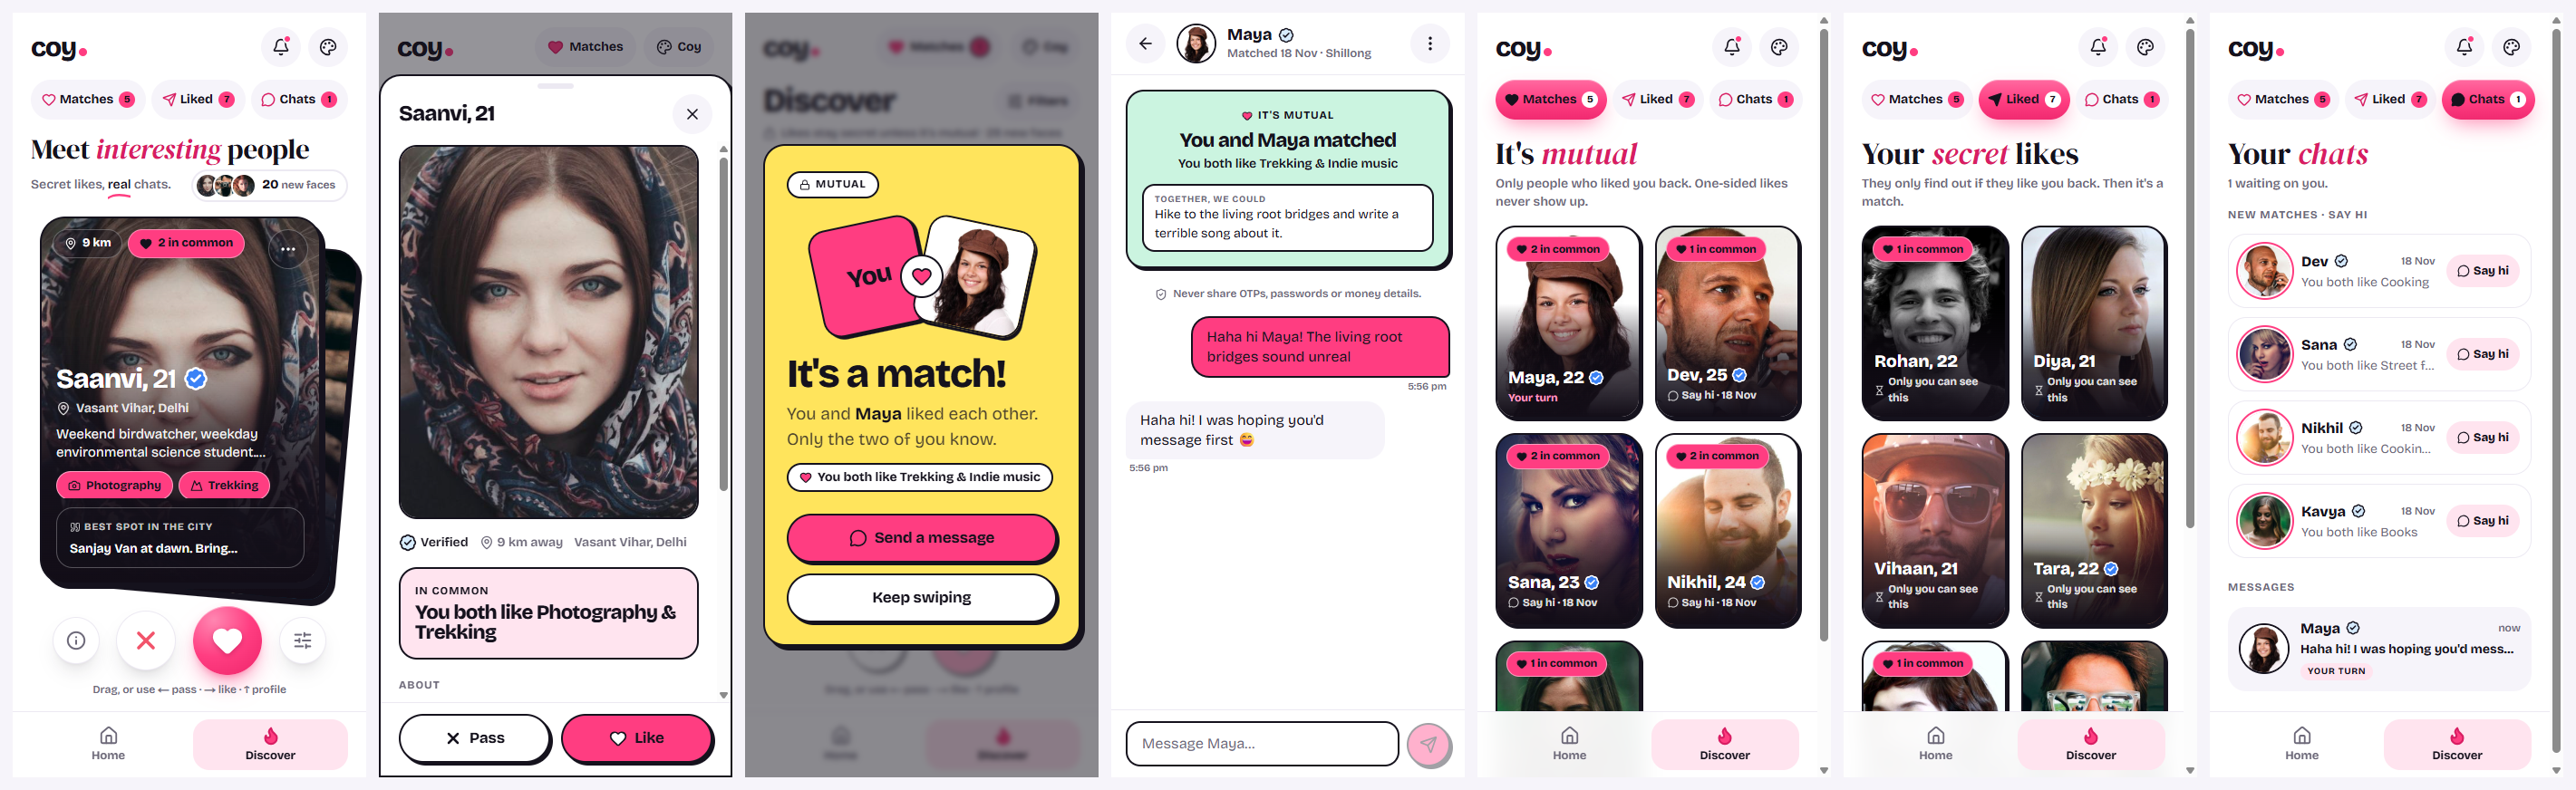 coy.
Matches 5
Liked 7
Chats 1
Meet interesting people
Secret likes, real chats.
20 new faces
9 km
2 in common
Saanvi, 21
Vasant Vihar, Delhi
Weekend birdwatcher, weekday
environmental science student....
Photography
Trekking
BEST SPOT IN THE CITY
Sanjay Van at dawn. Bring...
Drag, or use ← pass · → like · ↑ profile
Home
Discover
coy.
Matches
Coy
Saanvi, 21
Verified
9 km away
Vasant Vihar, Delhi
IN COMMON
You both like Photography &
Trekking
ABOUT
Pass
Like
coy.
Matches
Coy
Discover
Filters
MUTUAL
You
It's a match!
You and Maya liked each other.
Only the two of you know.
You both like Trekking & Indie music
Send a message
Keep swiping
Home
Discover
Maya
Matched 18 Nov · Shillong
IT'S MUTUAL
You and Maya matched
You both like Trekking & Indie music
TOGETHER, WE COULD
Hike to the living root bridges and write a
terrible song about it.
Never share OTPs, passwords or money details.
Haha hi Maya! The living root
bridges sound unreal
5:56 pm
Haha hi! I was hoping you'd
message first 😄
5:56 pm
Message Maya...
coy.
Matches 5
Liked 7
Chats 1
It's mutual
Only people who liked you back. One-sided likes
never show up.
2 in common
Maya, 22
Your turn
1 in common
Dev, 25
Say hi · 18 Nov
2 in common
Sana, 23
Say hi · 18 Nov
2 in common
Nikhil, 24
Say hi · 18 Nov
1 in common
Home
Discover
coy.
Matches 5
Liked 7
Chats 1
Your secret likes
They only find out if they like you back. Then it's a
match.
1 in common
Rohan, 22
Only you can see
this
Diya, 21
Only you can see
this
Vihaan, 21
Only you can see
this
Tara, 22
Only you can see
this
1 in common
Home
Discover
coy.
Matches 5
Liked 7
Chats 1
Your chats
1 waiting on you.
NEW MATCHES · SAY HI
Dev
18 Nov
You both like Cooking
Say hi
Sana
18 Nov
You both like Street f...
Say hi
Nikhil
18 Nov
You both like Cookin...
Say hi
Kavya
18 Nov
You both like Books
Say hi
MESSAGES
Maya
now
Haha hi! I was hoping you'd mess...
YOUR TURN
Home
Discover